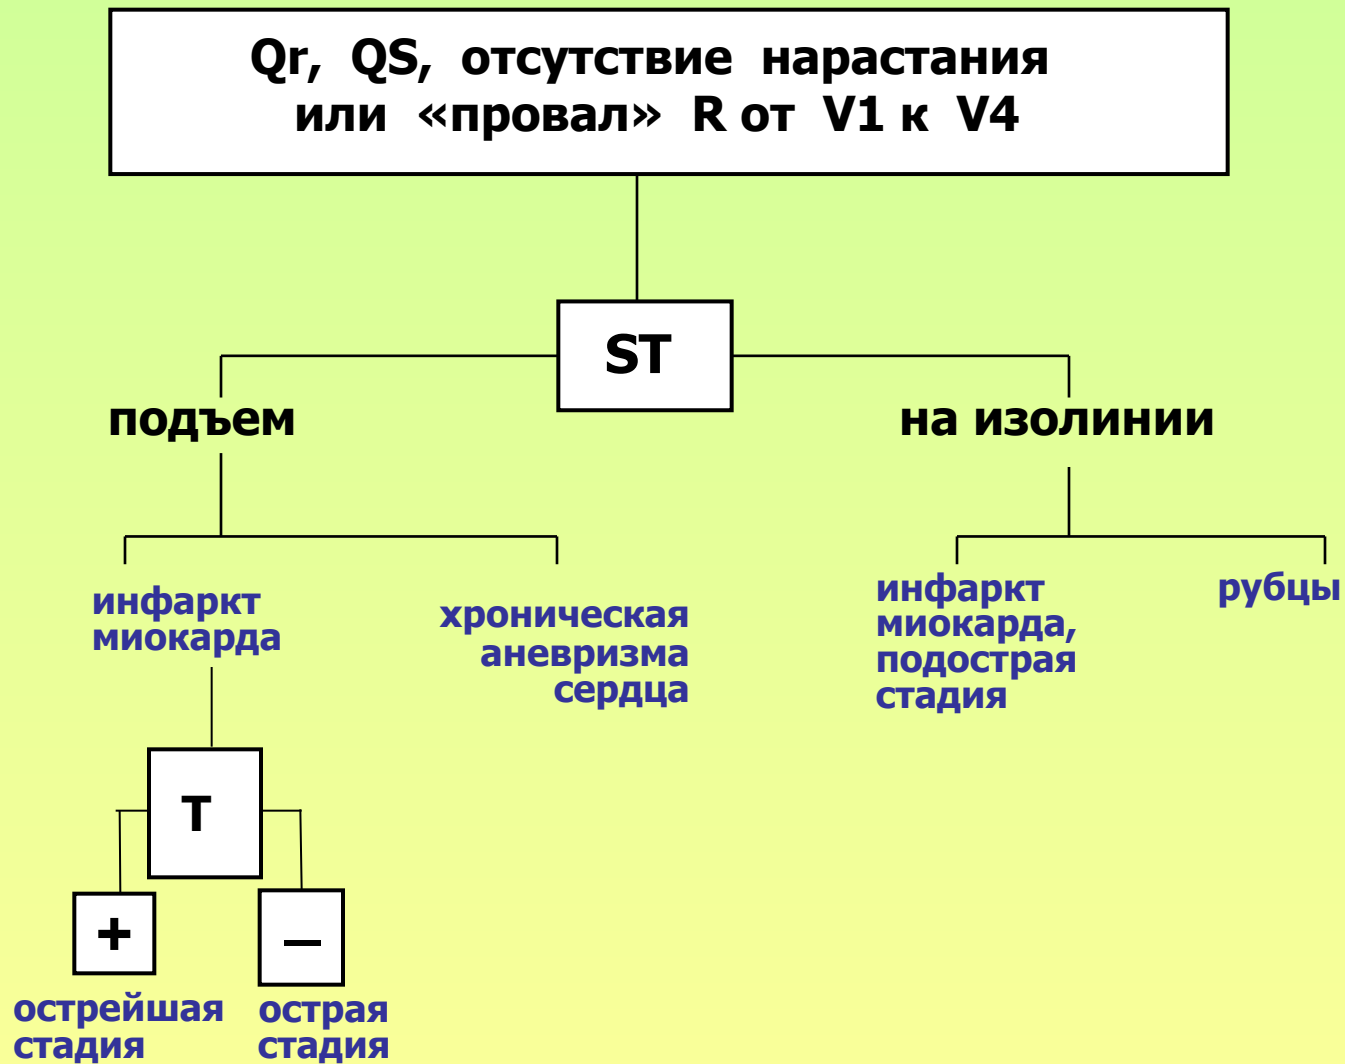 Qr, QS, отсутствие нарастания
или «провал» R от V1 к V4
ST
подъем
на изолинии
инфаркт
миокарда
хроническая
аневризма
сердца
инфаркт
миокарда,
подострая
стадия
рубцы
Т
+
–
острейшая
стадия
острая
стадия